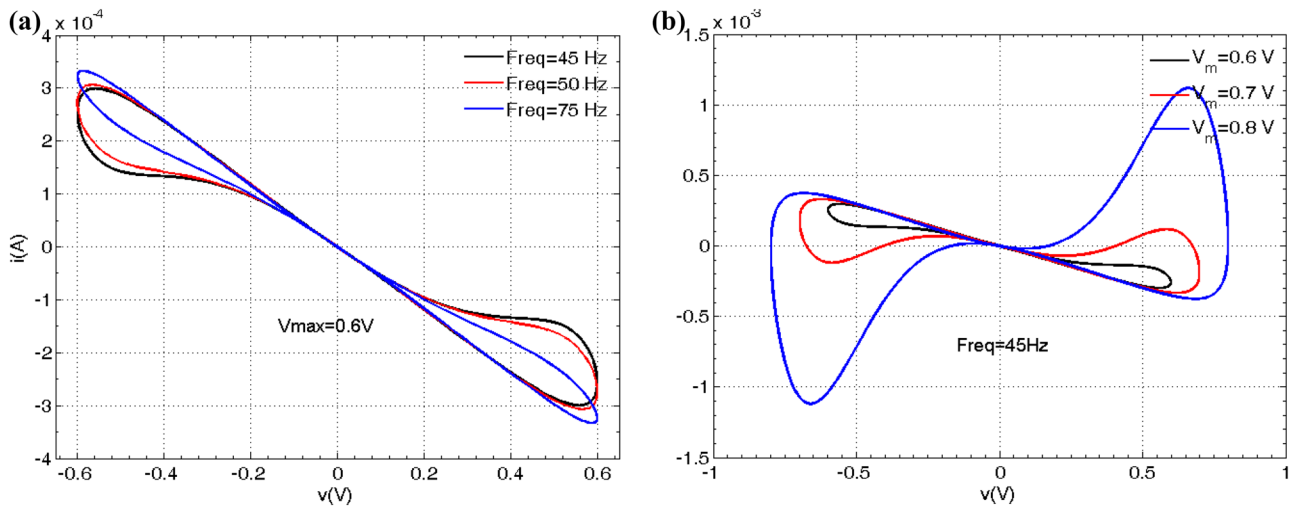 (a)
x 10^-4
4
3
2
1
0
-1
-2
-3
-4
i(A)
-0.6 -0.4 -0.2 0 0.2 0.4 0.6
v(V)
Freq=45 Hz
Freq=50 Hz
Freq=75 Hz
Vmax=0.6V
(b)
x 10^-3
1.5
1
0.5
0
-0.5
-1
-1.5
-1 -0.5 0 0.5 1
v(V)
V_m=0.6 V
V_m=0.7 V
V_m=0.8 V
Freq=45Hz